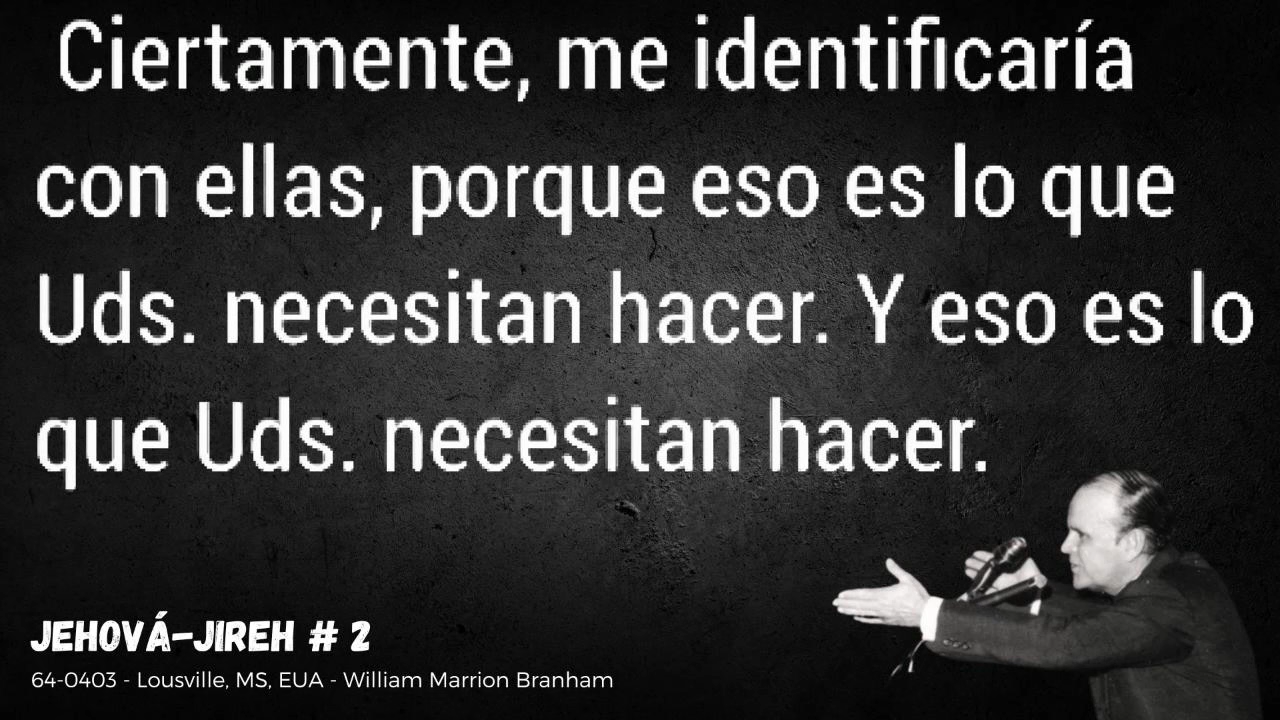 Ciertamente, me identificaría
con ellas, porque eso es lo que
Uds. necesitan hacer. Y eso es lo
que Uds. necesitan hacer.
JEHOVÁ-JIREH # 2
64-0403 - Lousville, MS, EUA - William Marrion Branham